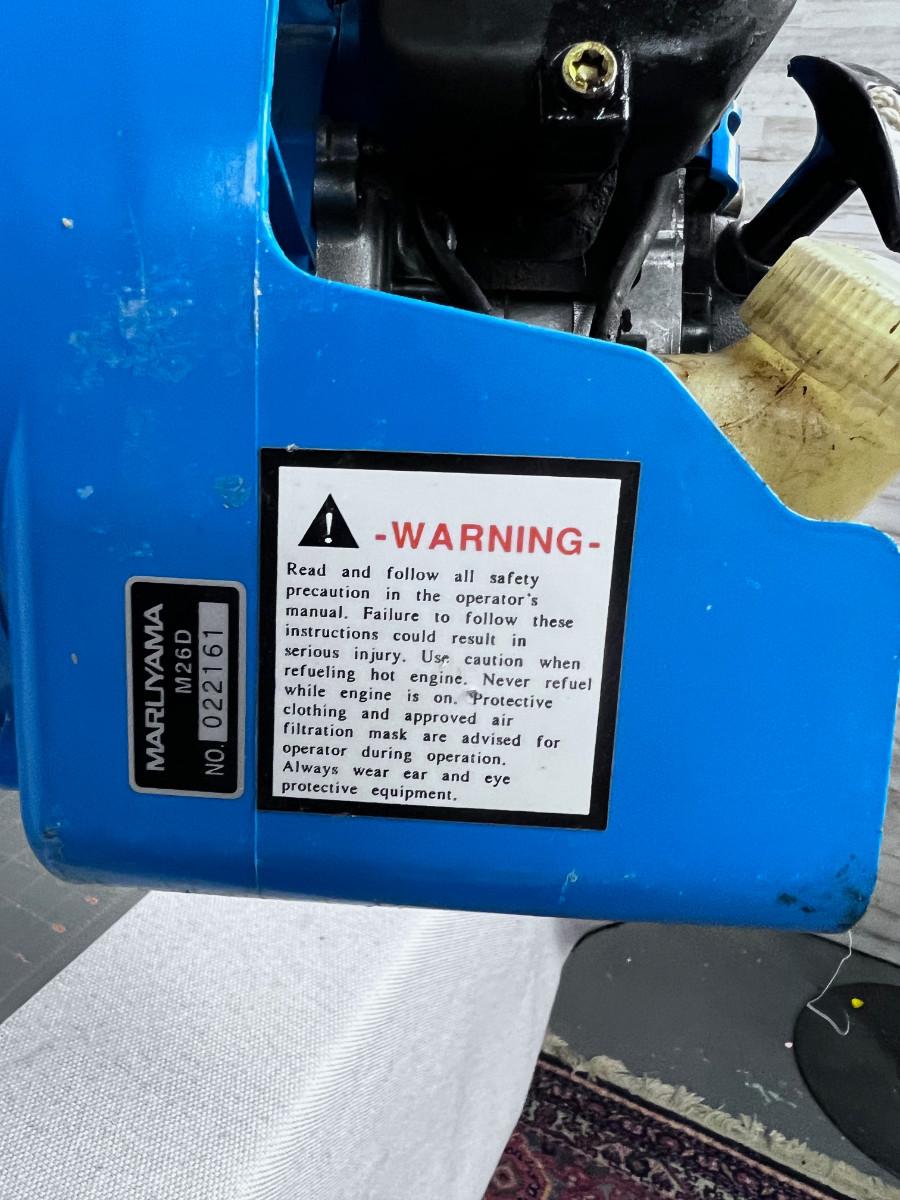 MARUYAMA
M26D
NO. 022161
-WARNING-
Read and follow all safety
precaution in the operator's
manual. Failure to follow these
instructions could result in
serious injury. Use caution when
refueling hot engine. Never refuel
while engine is on. Protective
clothing and approved air
filtration mask are advised for
operator during operation.
Always wear ear and eye
protective equipment.